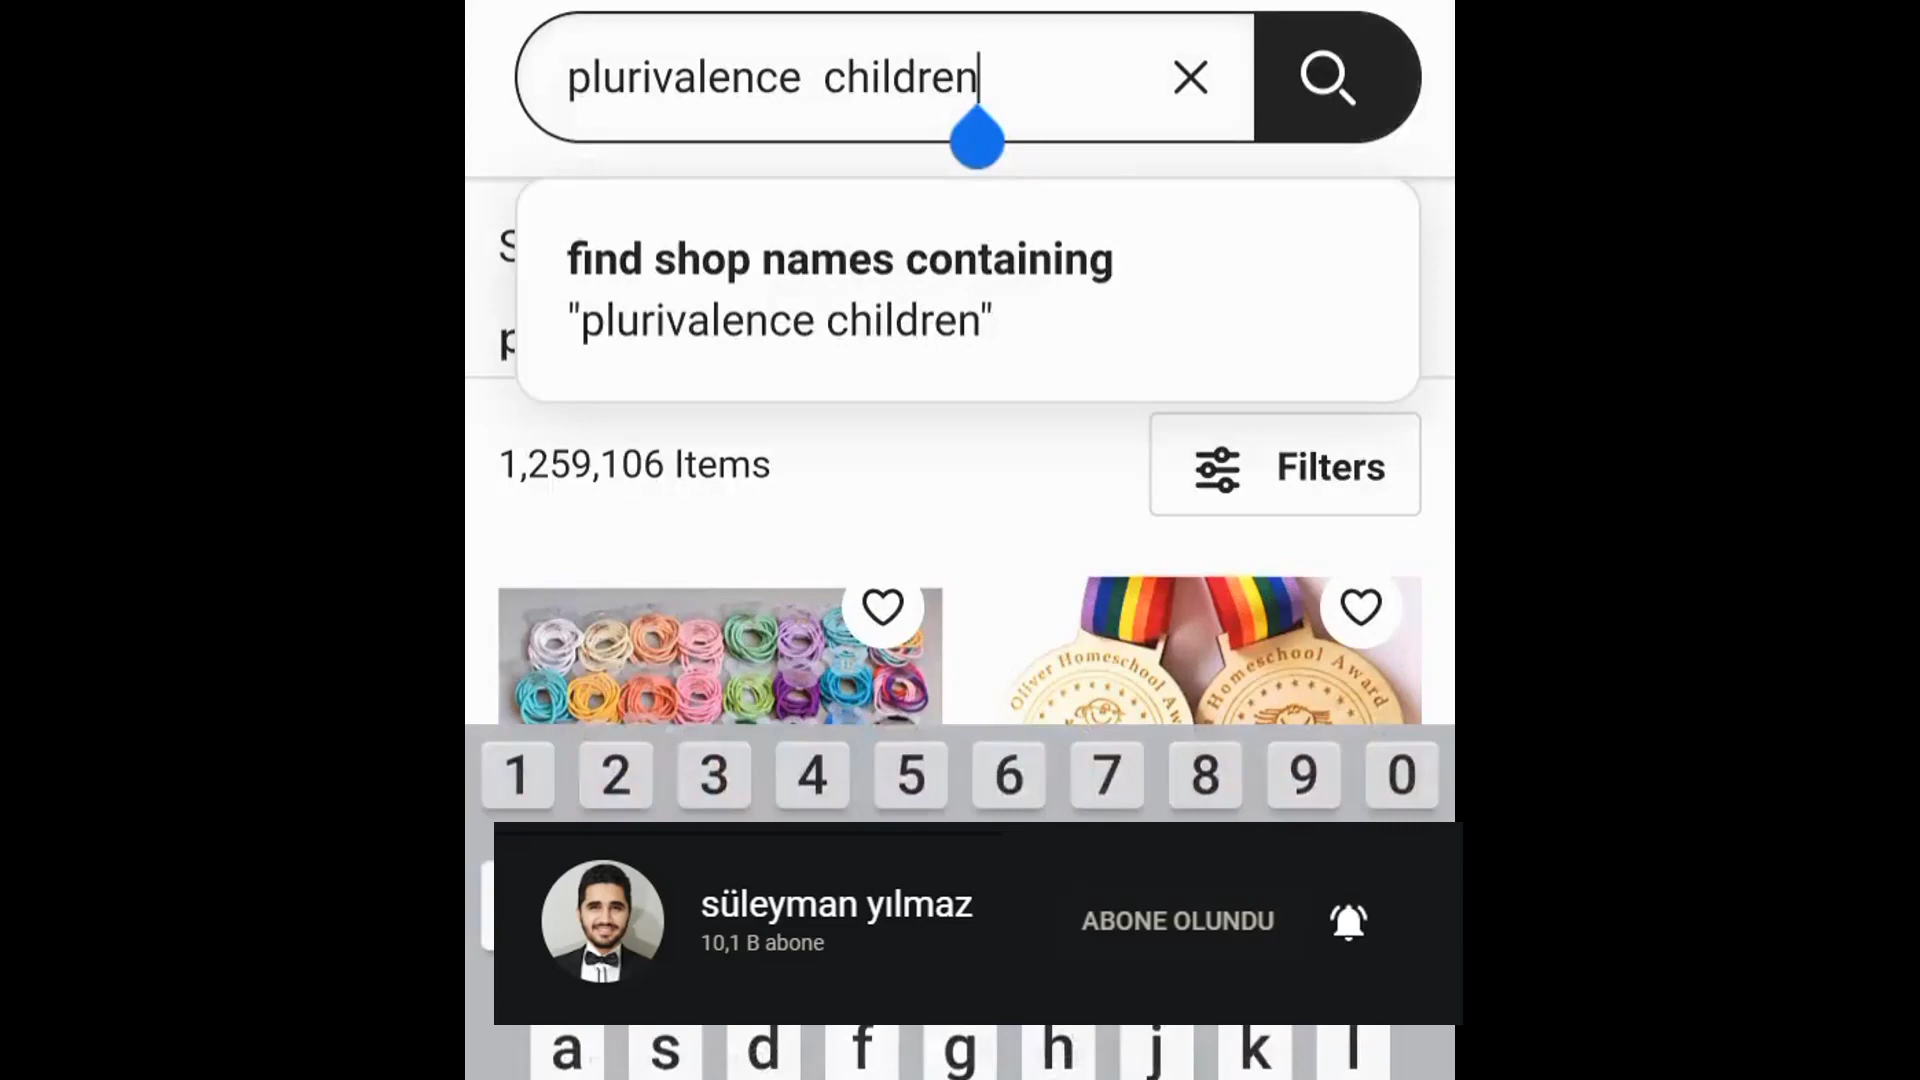 plurivalence  children
S
find shop names containing
"plurivalence children"
p
1,259,106 Items
Filters
Oliver Homeschool Aw
Homeschool Award
1 2 3 4 5 6 7 8 9 0
süleyman yılmaz
10,1 B abone
ABONE OLUNDU
a s d f g h j k l